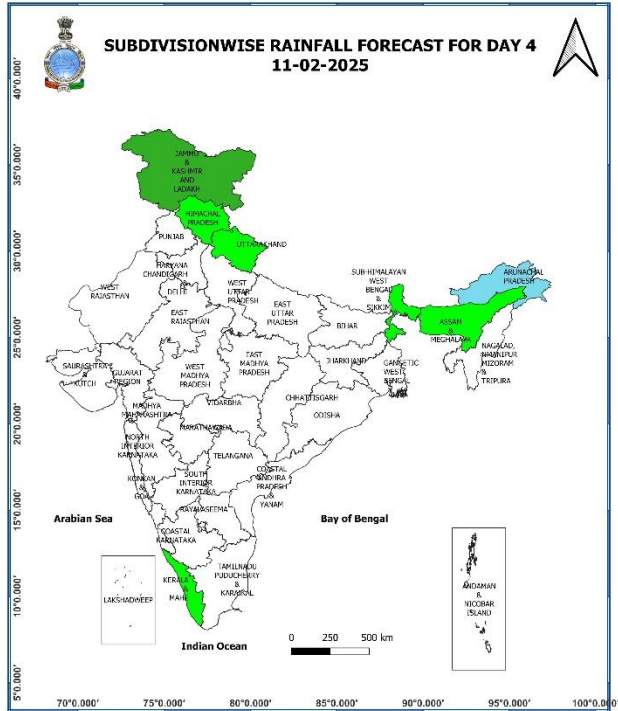 SUBDIVISIONWISE RAINFALL FORECAST FOR DAY 4
11-02-2025
40°0.000'
35°0.000'
30°0.000'
25°0.000'
20°0.000'
15°0.000'
10°0.000'
5°0.000'
JAMMU
&
KASHMIR
AND
LADAKH
HIMACHAL
PRADESH
PUNJAB
UTTARAKHAND
HARYANA
CHANDIGARH
&
DELHI
WEST
RAJASTHAN
WEST
UTTAR
PRADESH
EAST
RAJASTHAN
EAST
UTTAR
PRADESH
SUB-HIMALAYAN
WEST
BENGAL
&
SIKKIM
ARUNACHAL
PRADESH
ASSAM
&
MEGHALAYA
NAGALAD,
MANIPUR
MIZORAM
&
TRIPURA
BIHAR
SAURASHTRA
&
KUTCH
GUJARAT
REGION
WEST
MADHYA
PRADESH
EAST
MADHYA
PRADESH
JHARKHAND
GANGETIC
WEST
BENGAL
CHHATTISGARH
ODISHA
VIDARBHA
MADHYA
MAHARASHTRA
MARATHAWADA
NORTH
INTERIOR
KARNATAKA
TELANGANA
KONKAN
&
GOA
SOUTH
INTERIOR
KARNATAKA
COASTAL
ANDHRA
PRADESH
&
YANAM
RAYALASEEMA
Arabian Sea
Bay of Bengal
COASTAL
KARNATAKA
LAKSHADWEEP
KERALA
&
MAHE
TAMILNADU
PUDUCHERRY
&
KARAIKAL
ANDAMAN
&
NICOBAR
ISLAND
Indian Ocean
0 250 500 km
70°0.000' 75°0.000' 80°0.000' 85°0.000' 90°0.000' 95°0.000' 100°0.000'